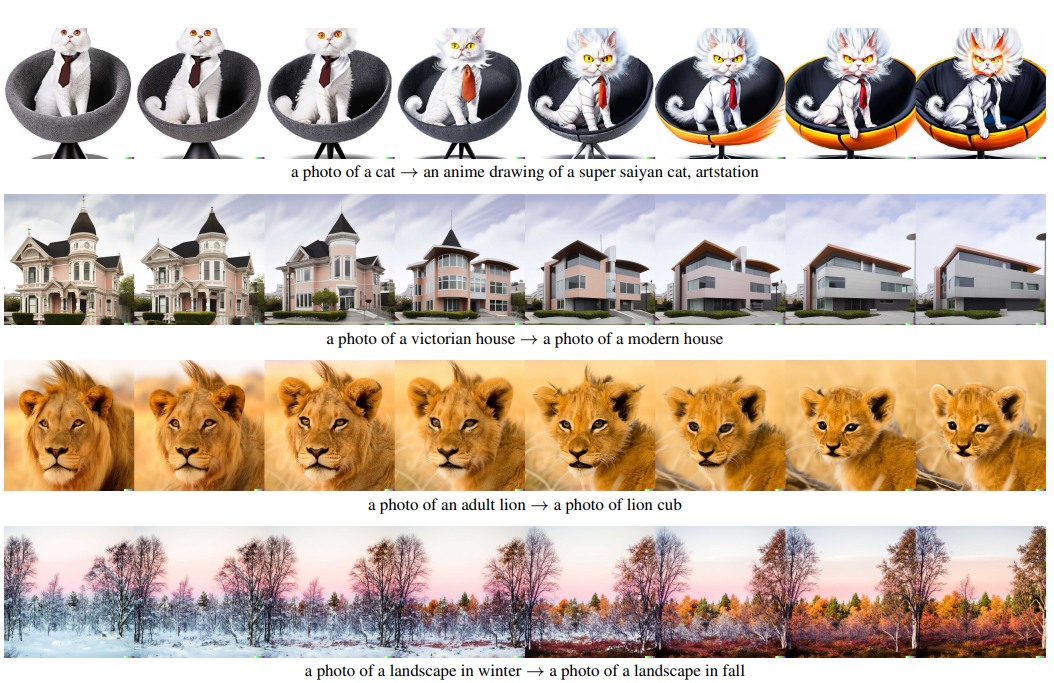 a photo of a cat → an anime drawing of a super saiyan cat, artstation
a photo of a victorian house → a photo of a modern house
a photo of an adult lion → a photo of lion cub
a photo of a landscape in winter → a photo of a landscape in fall